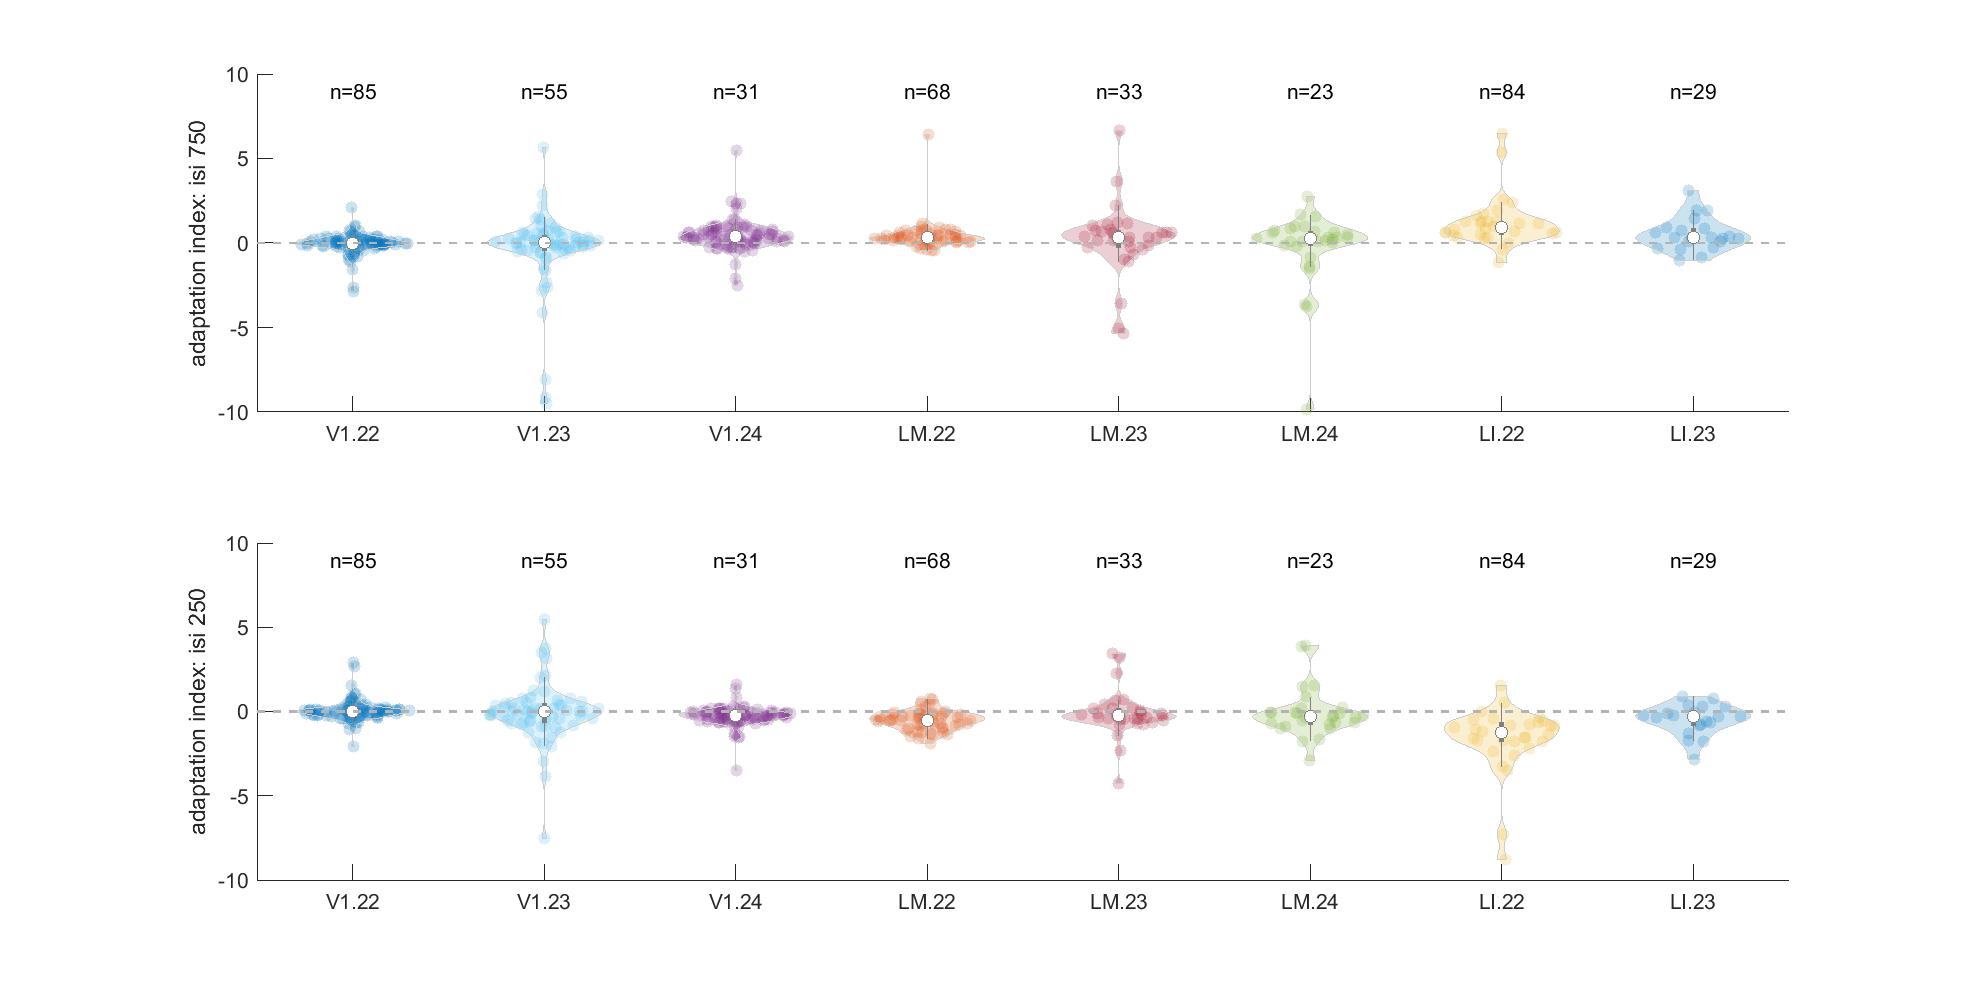 adaptation index: isi 750
10
5
0
-5
-10
n=85 n=55 n=31 n=68 n=33 n=23 n=84 n=29
V1.22 V1.23 V1.24 LM.22 LM.23 LM.24 LI.22 LI.23
adaptation index: isi 250
10
5
0
-5
-10
n=85 n=55 n=31 n=68 n=33 n=23 n=84 n=29
V1.22 V1.23 V1.24 LM.22 LM.23 LM.24 LI.22 LI.23